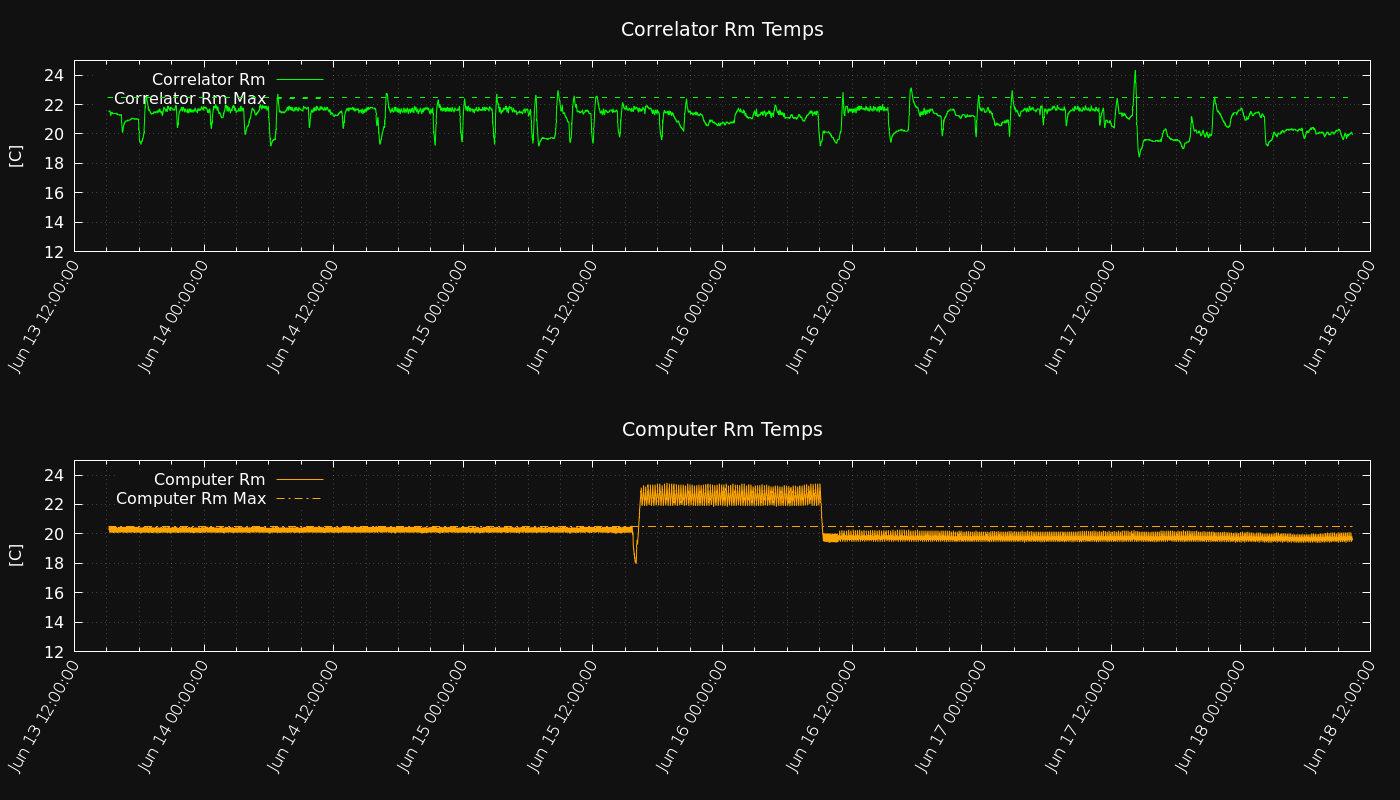 Correlator Rm Temps
Correlator Rm
Correlator Rm Max
24
22
20
18
16
14
12
[C]
Jun 13 12:00:00
Jun 14 00:00:00
Jun 14 12:00:00
Jun 15 00:00:00
Jun 15 12:00:00
Jun 16 00:00:00
Jun 16 12:00:00
Jun 17 00:00:00
Jun 17 12:00:00
Jun 18 00:00:00
Jun 18 12:00:00
Computer Rm Temps
Computer Rm
Computer Rm Max
24
22
20
18
16
14
12
[C]
Jun 13 12:00:00
Jun 14 00:00:00
Jun 14 12:00:00
Jun 15 00:00:00
Jun 15 12:00:00
Jun 16 00:00:00
Jun 16 12:00:00
Jun 17 00:00:00
Jun 17 12:00:00
Jun 18 00:00:00
Jun 18 12:00:00